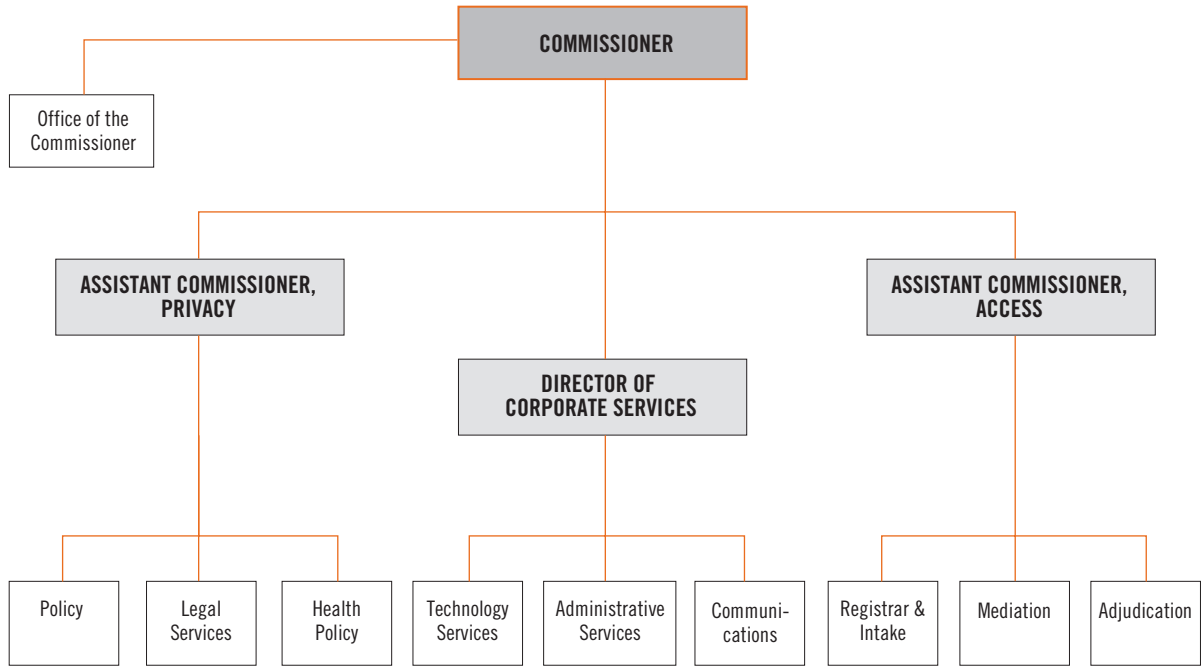 COMMISSIONER
Office of the
Commissioner
ASSISTANT COMMISSIONER,
PRIVACY
ASSISTANT COMMISSIONER,
ACCESS
DIRECTOR OF
CORPORATE SERVICES
Policy
Legal
Services
Health
Policy
Technology
Services
Administrative
Services
Communi-
cations
Registrar &
Intake
Mediation
Adjudication